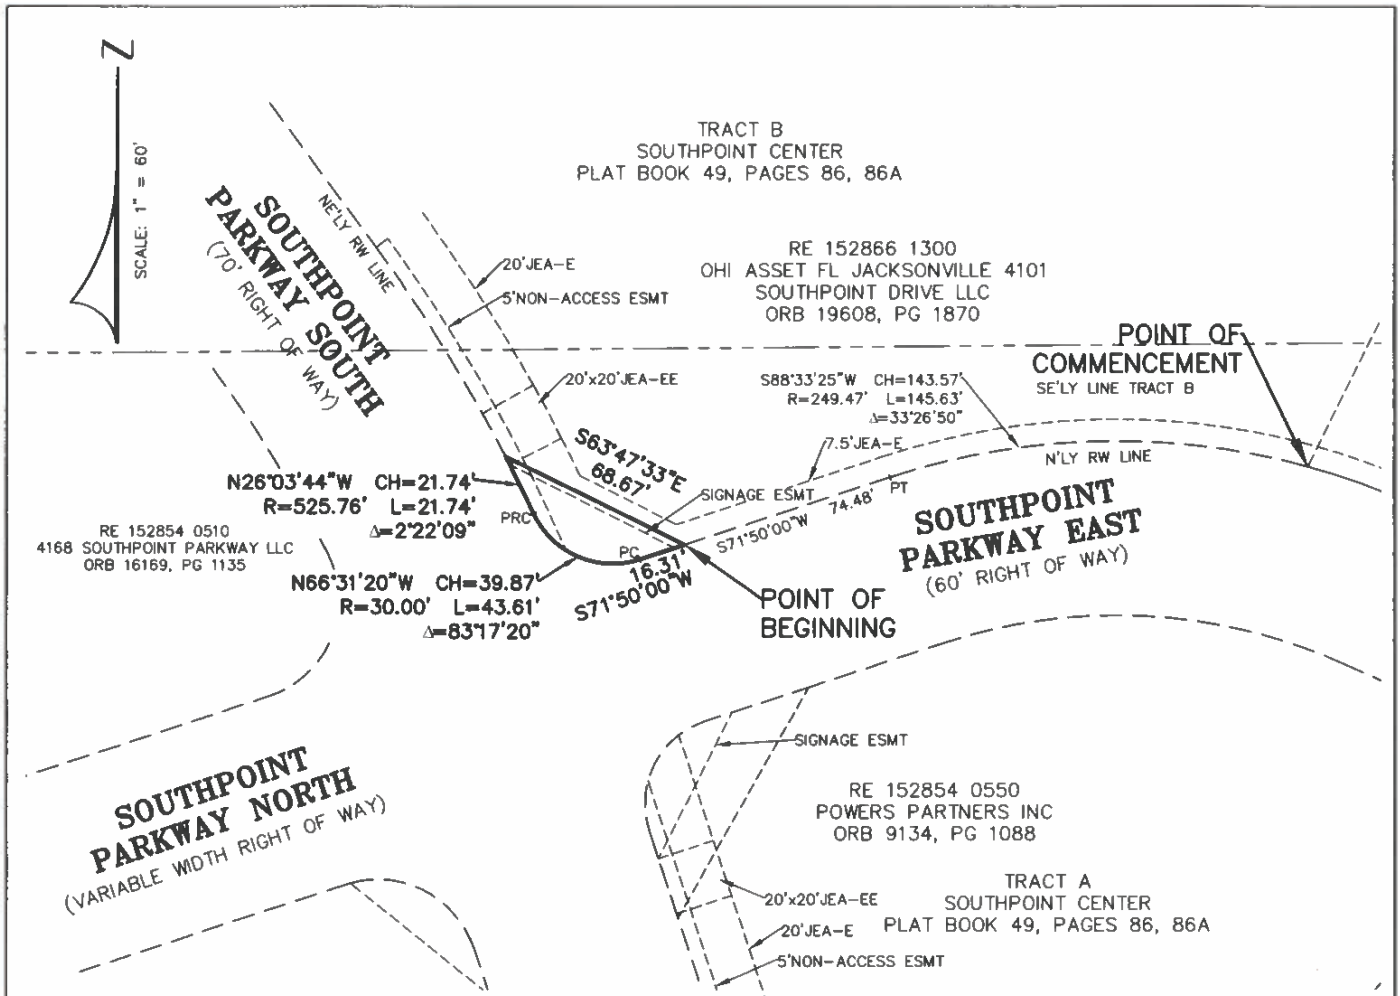 N
SCALE: 1" = 60'
TRACT B
SOUTHPOINT CENTER
PLAT BOOK 49, PAGES 86, 86A
SOUTHPOINT
PARKWAY SOUTH
(70' RIGHT OF WAY)
NE'LY RW LINE
20'JEA-E
5'NON-ACCESS ESMT
RE 152866 1300
OHI ASSET FL JACKSONVILLE 4101
SOUTHPOINT DRIVE LLC
ORB 19608, PG 1870
POINT OF
COMMENCEMENT
SE'LY LINE TRACT B
20'x20'JEA-EE
S88°33'25"W CH=143.57'
R=249.47' L=145.63'
Δ=33°26'50"
7.5'JEA-E
N'LY RW LINE
S63°47'33"E
68.67'
SIGNAGE ESMT
N26°03'44"W CH=21.74'
R=525.76' L=21.74'
Δ=2°22'09"
PRC
RE 152854 0510
4168 SOUTHPOINT PARKWAY LLC
ORB 16169, PG 1135
S71°50'00"W 74.48' PT
SOUTHPOINT
PARKWAY EAST
(60' RIGHT OF WAY)
PC
16.31'
S71°50'00"W
N66°31'20"W CH=39.87'
R=30.00' L=43.61'
Δ=83°17'20"
POINT OF
BEGINNING
SOUTHPOINT
PARKWAY NORTH
(VARIABLE WIDTH RIGHT OF WAY)
SIGNAGE ESMT
RE 152854 0550
POWERS PARTNERS INC
ORB 9134, PG 1088
TRACT A
SOUTHPOINT CENTER
PLAT BOOK 49, PAGES 86, 86A
20'x20'JEA-EE
20'JEA-E
5'NON-ACCESS ESMT